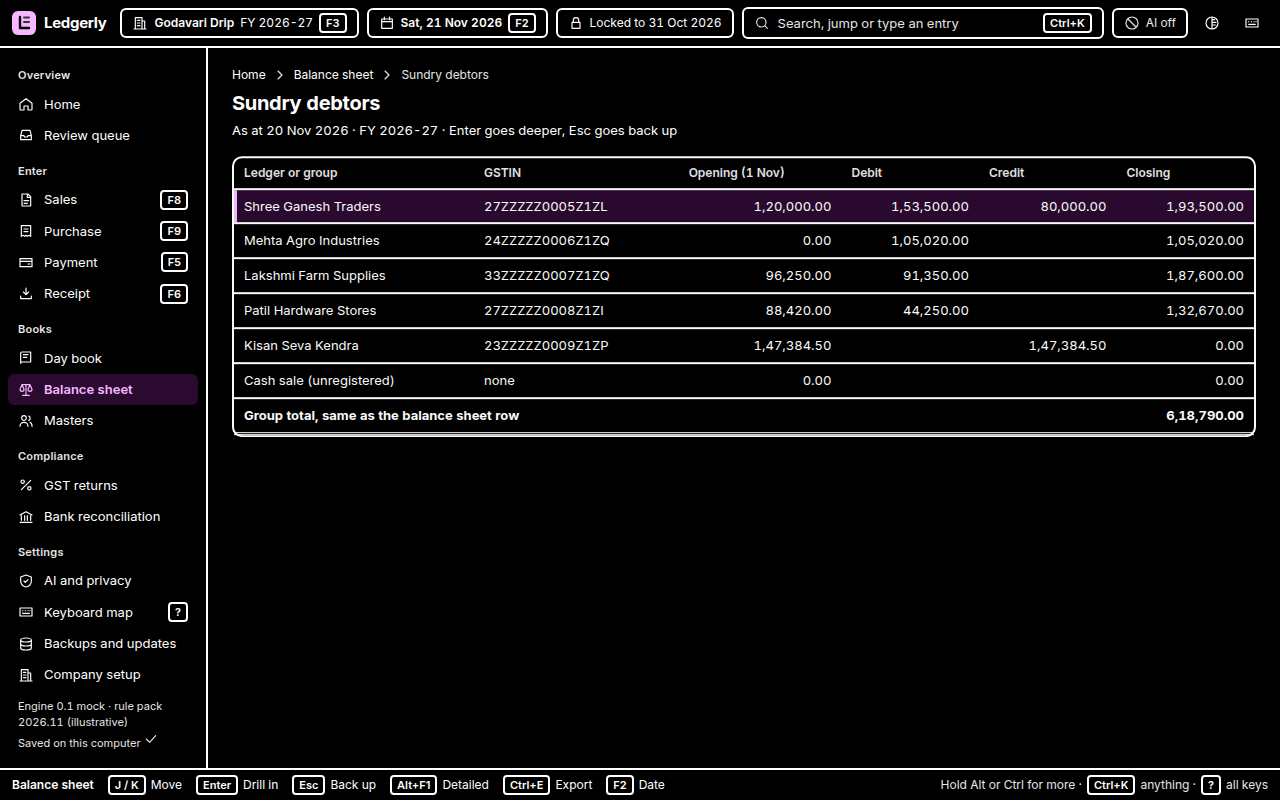 Ledgerly
Godavari Drip FY 2026-27 F3
Sat, 21 Nov 2026 F2
Locked to 31 Oct 2026
Search, jump or type an entry Ctrl+K
AI off
Overview
Home
Review queue
Enter
Sales F8
Purchase F9
Payment F5
Receipt F6
Books
Day book
Balance sheet
Masters
Compliance
GST returns
Bank reconciliation
Settings
AI and privacy
Keyboard map ?
Backups and updates
Company setup
Engine 0.1 mock · rule pack
2026.11 (illustrative)
Saved on this computer
Home > Balance sheet > Sundry debtors
Sundry debtors
As at 20 Nov 2026 · FY 2026-27 · Enter goes deeper, Esc goes back up
Ledger or group GSTIN Opening (1 Nov) Debit Credit Closing
Shree Ganesh Traders 27ZZZZZ0005Z1ZL 1,20,000.00 1,53,500.00 80,000.00 1,93,500.00
Mehta Agro Industries 24ZZZZZ0006Z1ZQ 0.00 1,05,020.00 1,05,020.00
Lakshmi Farm Supplies 33ZZZZZ0007Z1ZQ 96,250.00 91,350.00 1,87,600.00
Patil Hardware Stores 27ZZZZZ0008Z1ZI 88,420.00 44,250.00 1,32,670.00
Kisan Seva Kendra 23ZZZZZ0009Z1ZP 1,47,384.50 1,47,384.50 0.00
Cash sale (unregistered) none 0.00 0.00
Group total, same as the balance sheet row 6,18,790.00
Balance sheet J / K Move Enter Drill in Esc Back up Alt+F1 Detailed Ctrl+E Export F2 Date
Hold Alt or Ctrl for more · Ctrl+K anything · ? all keys